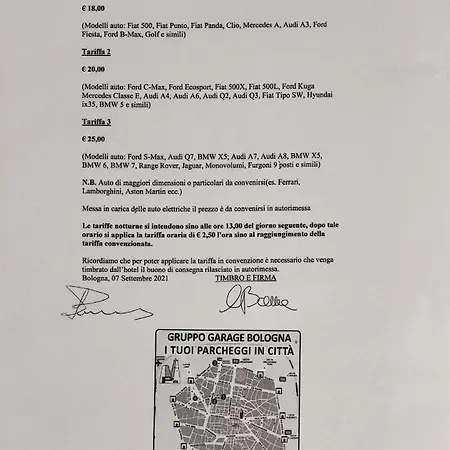 € 18,00
(Modelli auto: Fiat 500, Fiat Punto, Fiat Panda, Clio, Mercedes A, Audi A3, Ford
Fiesta, Ford B-Max, Golf e simili)
Tariffa 2
€ 20,00
(Modelli auto: Ford C-Max, Ford Ecosport, Fiat 500X, Fiat 500L, Ford Kuga
Mercedes Classe E, Audi A4, Audi A6, Audi Q2, Audi Q3, Fiat Tipo SW, Hyundai
ix35, BMW 5 e simili)
Tariffa 3
€ 25,00
(Modelli auto: Ford S-Max, Audi Q7, BMW X5; Audi A7, Audi A8, BMW X5,
BMW 6, BMW 7, Range Rover, Jaguar, Monovolumi, Furgoni 9 posti e simili)
N.B. Auto di maggiori dimensioni o particolari da convenirsi(es. Ferrari,
Lamborghini, Aston Martin ecc.)
Messa in carica delle auto elettriche il prezzo è da convenirsi in autorimessa
Le tariffe notturne si intendono sino alle ore 13,00 del giorno seguente, dopo tale
orario si applica la tariffa oraria di € 2,50 l'ora sino al raggiungimento della
tariffa convenzionata.
Ricordiamo che per poter applicare la tariffa in convenzione è necessario che venga
timbrato dall'hotel il buono di consegna rilasciato in autorimessa.
Bologna, 07 Settembre 2021 TIMBRO E FIRMA
GRUPPO GARAGE BOLOGNA
I TUOI PARCHEGGI IN CITTÀ